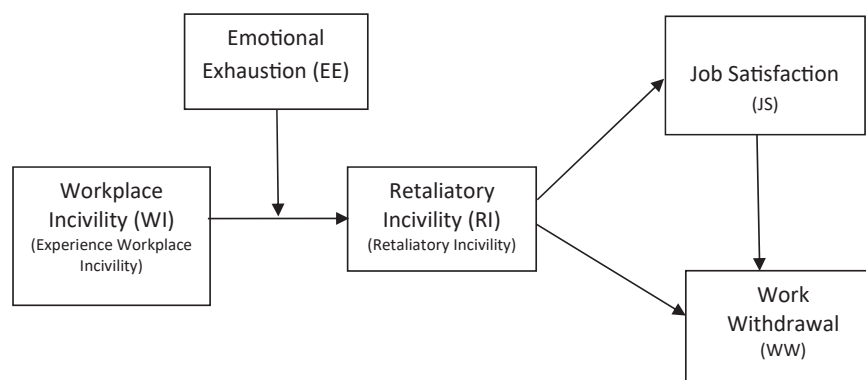 Emotional
Exhaustion (EE)
Job Satisfaction
(JS)
Workplace
Incivility (WI)
(Experience Workplace
Incivility)
Retaliatory
Incivility (RI)
(Retaliatory Incivility)
Work
Withdrawal
(WW)